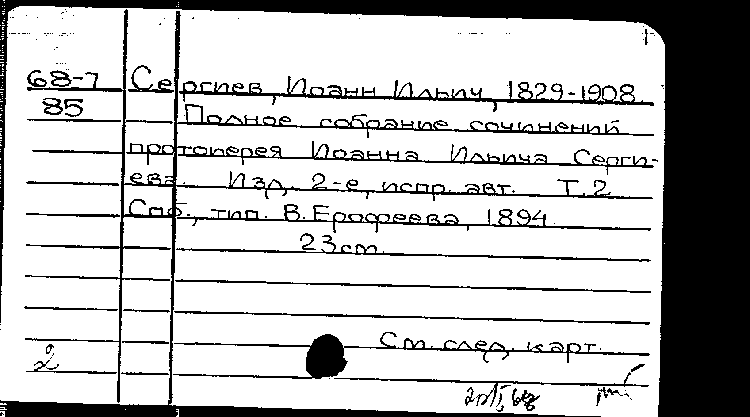 68-7 Сергиев, Иоанн Ильич, 1829-1908.
85 Полное собрание сочинений
протоиерея Иоанна Ильича Серги-
ева. Изд. 2-е, испр. авт. Т.2
Спб., тип. В. Ерофеева, 1894.
23 cm.
См. след. карт.
2